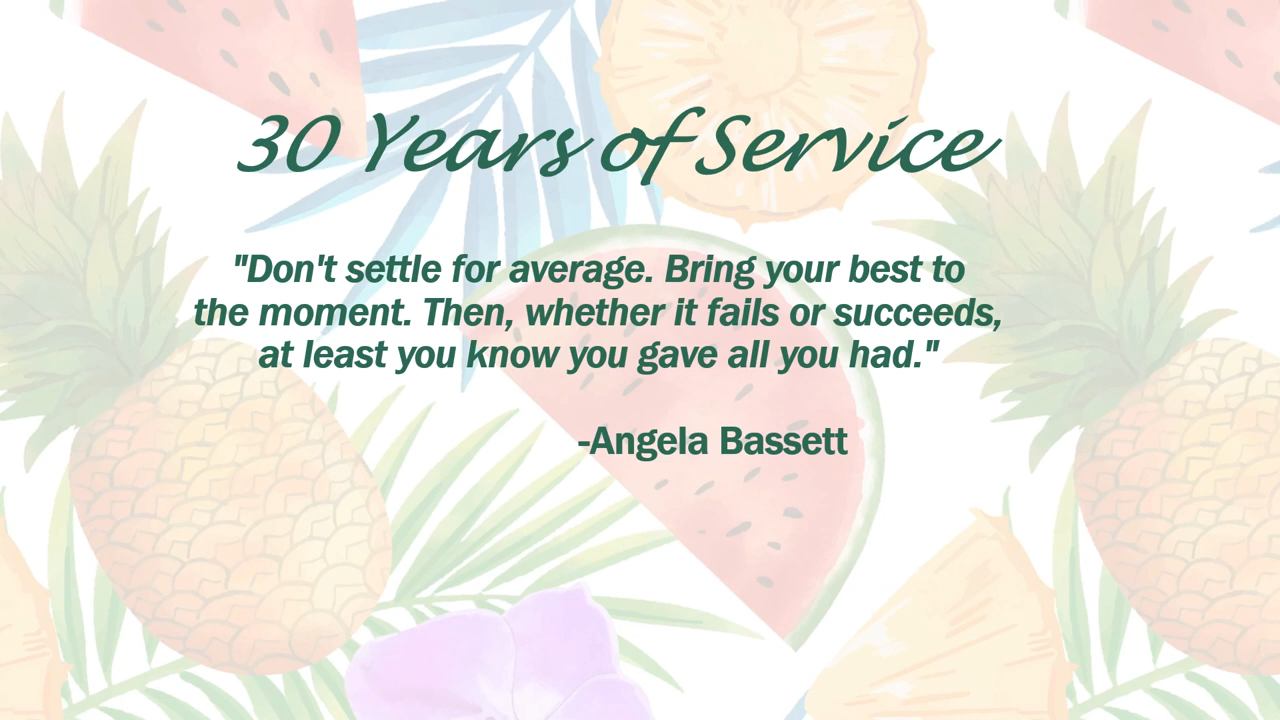 30 Years of Service
"Don't settle for average. Bring your best to
the moment. Then, whether it fails or succeeds,
at least you know you gave all you had."
-Angela Bassett